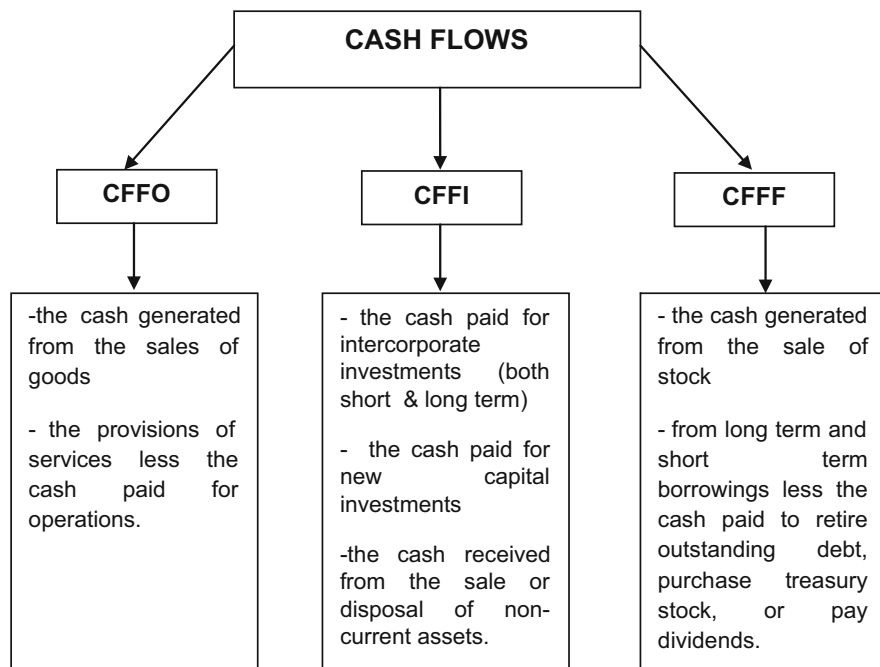 CASH FLOWS
CFFO
CFFI
CFFF
-the cash generated
from the sales of
goods
- the provisions of
services less the
cash paid for
operations.
- the cash paid for
intercorporate
investments (both
short & long term)
- the cash paid for
new capital
investments
-the cash received
from the sale or
disposal of non-
current assets.
- the cash generated
from the sale of
stock
- from long term and
short term
borrowings less the
cash paid to retire
outstanding debt,
purchase treasury
stock, or pay
dividends.